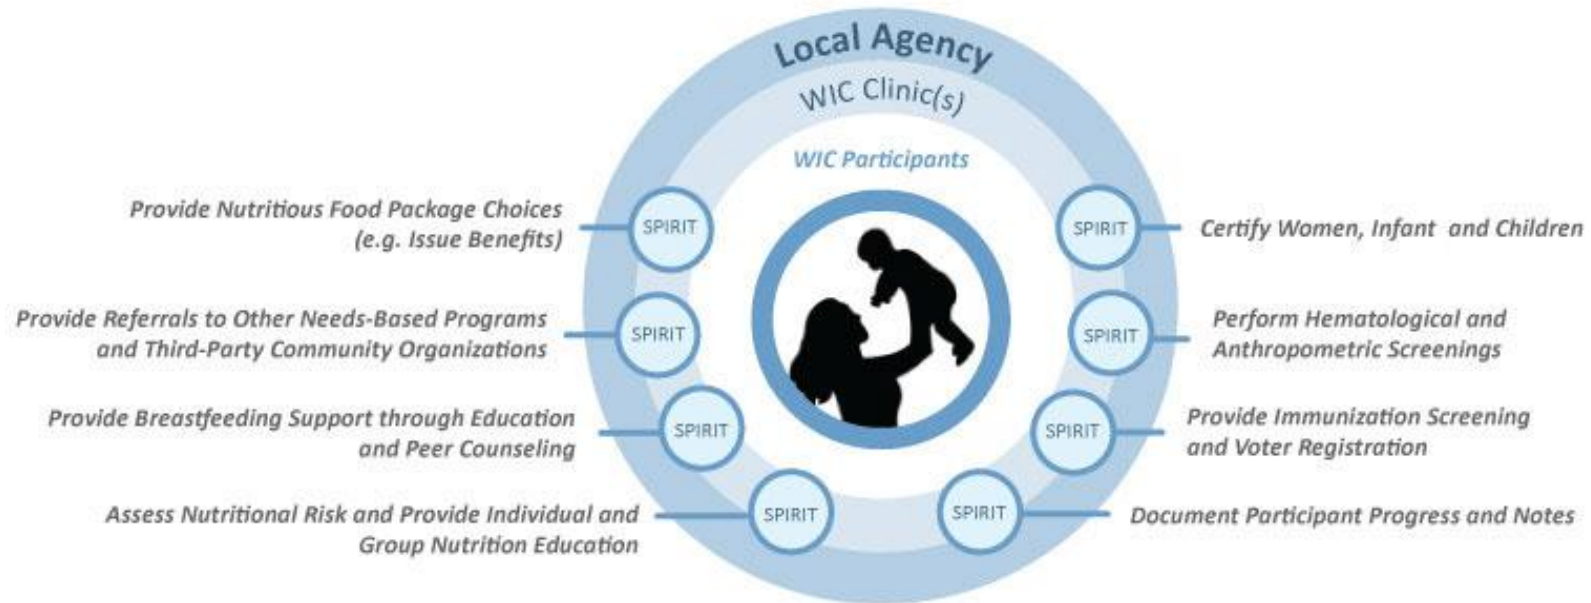 Local Agency
WIC Clinic(s)
WIC Participants
Provide Nutritious Food Package Choices
(e.g. Issue Benefits)
SPIRIT
SPIRIT
Certify Women, Infant and Children
Provide Referrals to Other Needs-Based Programs
and Third-Party Community Organizations
SPIRIT
SPIRIT
Perform Hematological and
Anthropometric Screenings
Provide Breastfeeding Support through Education
and Peer Counseling
SPIRIT
SPIRIT
Provide Immunization Screening
and Voter Registration
Assess Nutritional Risk and Provide Individual and
Group Nutrition Education
SPIRIT
SPIRIT
Document Participant Progress and Notes